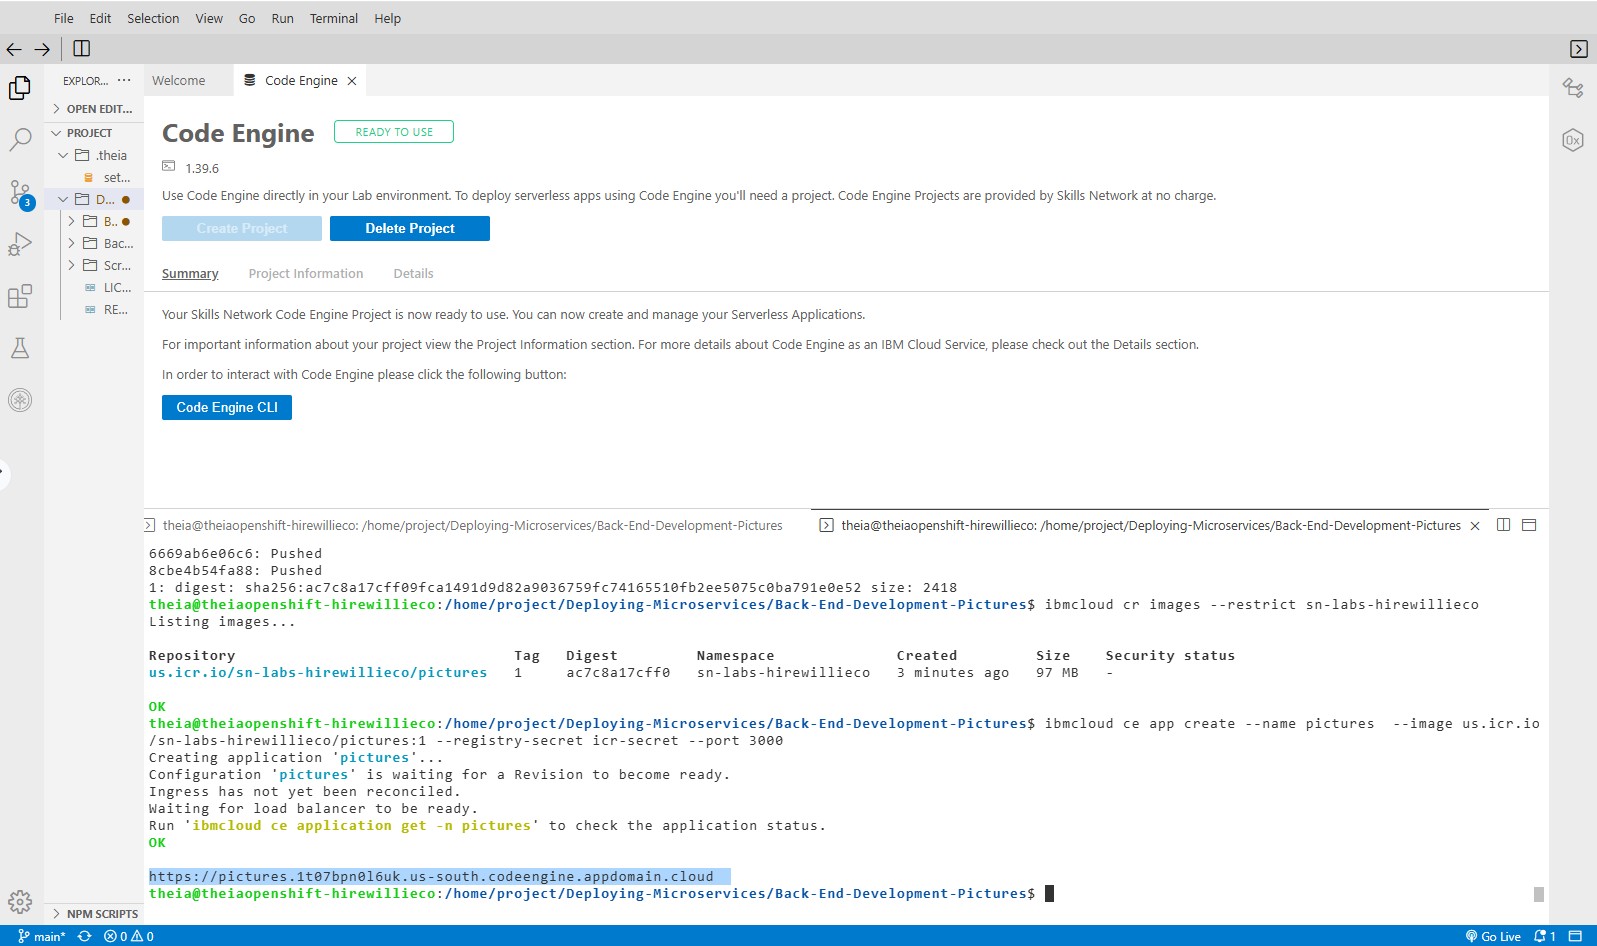 File Edit Selection View Go Run Terminal Help
EXPLOR... ···
Welcome
Code Engine
OPEN EDIT...
PROJECT
.theia
set...
D...
B..
Bac...
Scr...
LIC...
RE...
3
Code Engine
READY TO USE
1.39.6
Use Code Engine directly in your Lab environment. To deploy serverless apps using Code Engine you'll need a project. Code Engine Projects are provided by Skills Network at no charge.
Create Project
Delete Project
Summary Project Information Details
Your Skills Network Code Engine Project is now ready to use. You can now create and manage your Serverless Applications.
For important information about your project view the Project Information section. For more details about Code Engine as an IBM Cloud Service, please check out the Details section.
In order to interact with Code Engine please click the following button:
Code Engine CLI
0x
theia@theiaopenshift-hirewillieco: /home/project/Deploying-Microservices/Back-End-Development-Pictures
theia@theiaopenshift-hirewillieco: /home/project/Deploying-Microservices/Back-End-Development-Pictures
6669ab6e06c6: Pushed
8cbe4b54fa88: Pushed
1: digest: sha256:ac7c8a17cff09fca1491d9d82a9036759fc74165510fb2ee5075c0ba791e0e52 size: 2418
theia@theiaopenshift-hirewillieco:/home/project/Deploying-Microservices/Back-End-Development-Pictures$ ibmcloud cr images --restrict sn-labs-hirewillieco
Listing images...
Repository Tag Digest Namespace Created Size Security status
us.icr.io/sn-labs-hirewillieco/pictures 1 ac7c8a17cff0 sn-labs-hirewillieco 3 minutes ago 97 MB -
OK
theia@theiaopenshift-hirewillieco:/home/project/Deploying-Microservices/Back-End-Development-Pictures$ ibmcloud ce app create --name pictures --image us.icr.io
/sn-labs-hirewillieco/pictures:1 --registry-secret icr-secret --port 3000
Creating application 'pictures'...
Configuration 'pictures' is waiting for a Revision to become ready.
Ingress has not yet been reconciled.
Waiting for load balancer to be ready.
Run 'ibmcloud ce application get -n pictures' to check the application status.
OK
https://pictures.1t07bpn0l6uk.us-south.codeengine.appdomain.cloud
theia@theiaopenshift-hirewillieco:/home/project/Deploying-Microservices/Back-End-Development-Pictures$
NPM SCRIPTS
main* 0 0 Go Live 1